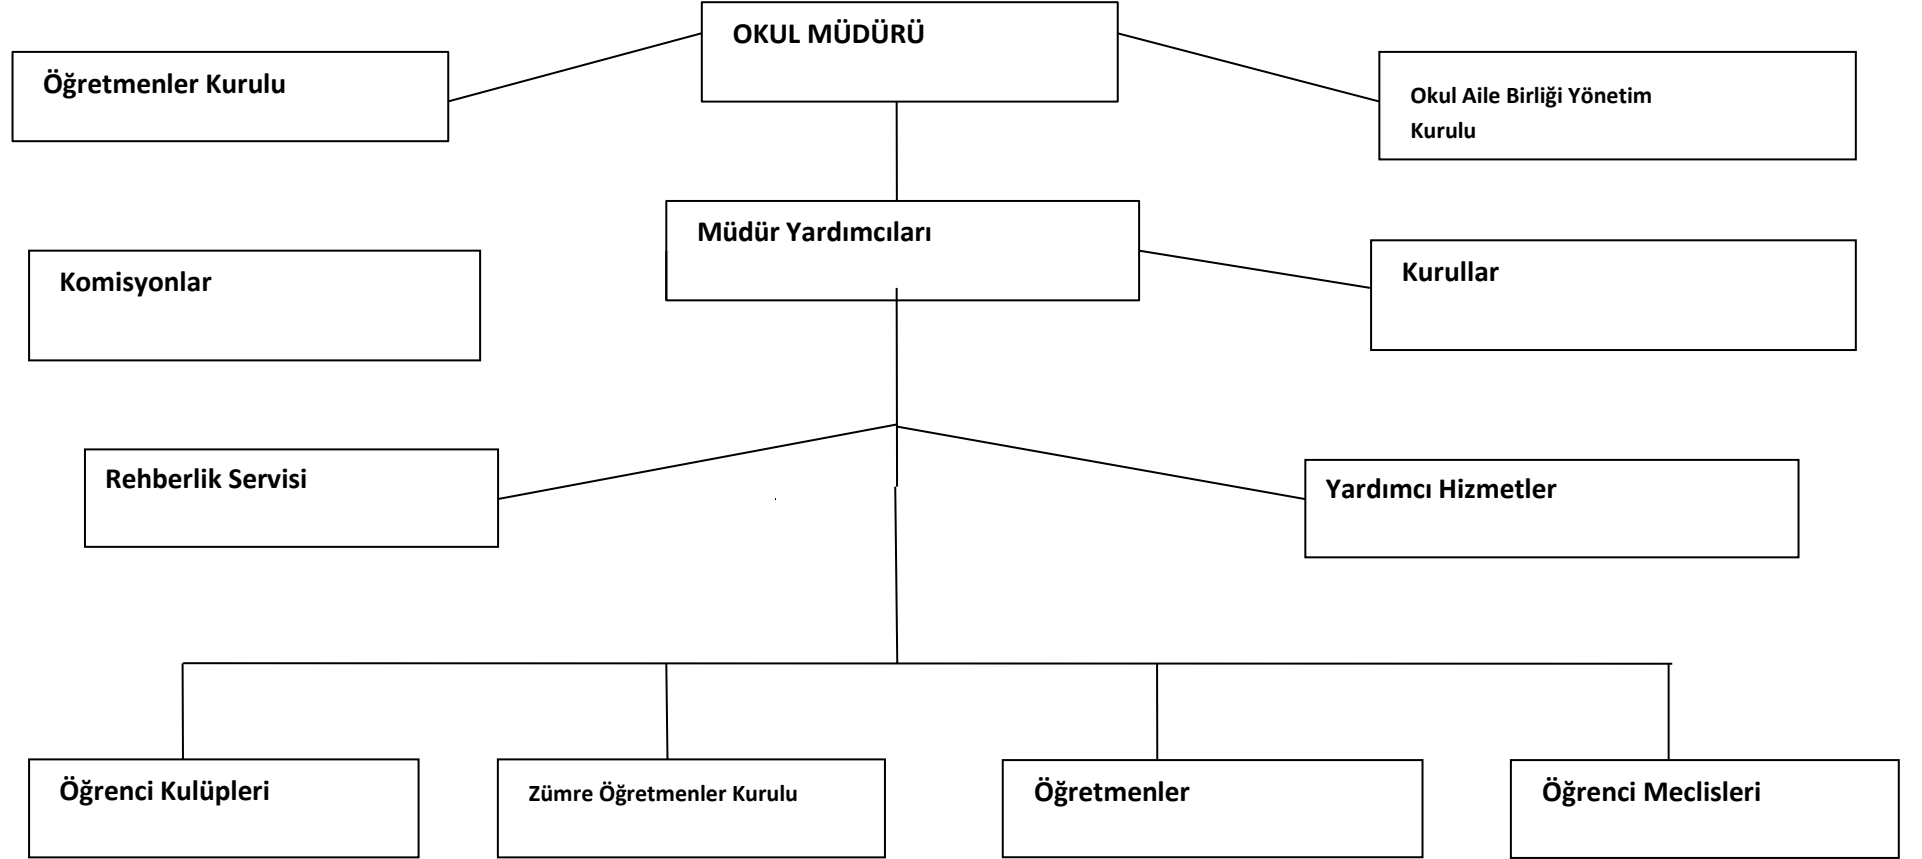 OKUL MÜDÜRÜ
Öğretmenler Kurulu
Okul Aile Birliği Yönetim
Kurulu
Müdür Yardımcıları
Komisyonlar
Kurullar
Rehberlik Servisi
Yardımcı Hizmetler
Öğrenci Kulüpleri
Zümre Öğretmenler Kurulu
Öğretmenler
Öğrenci Meclisleri